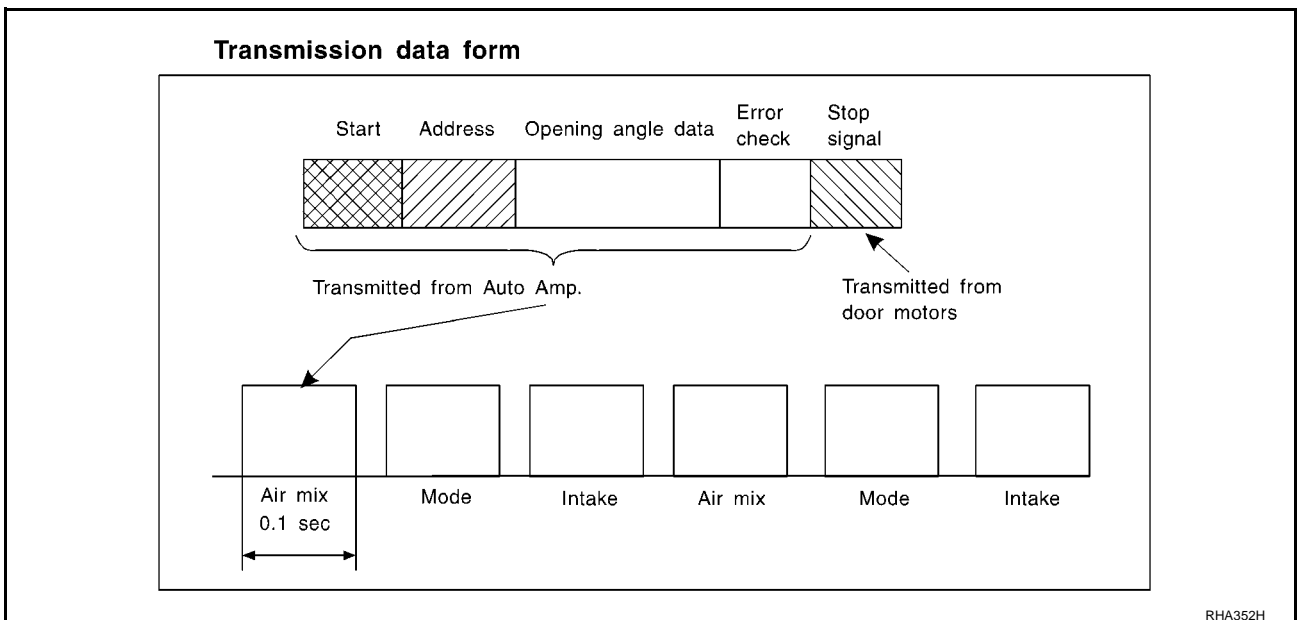 Transmission data form
Start Address Opening angle data Error check Stop signal
Transmitted from Auto Amp.
Transmitted from
door motors
Air mix
0.1 sec
Mode
Intake
Air mix
Mode
Intake
RHA352H